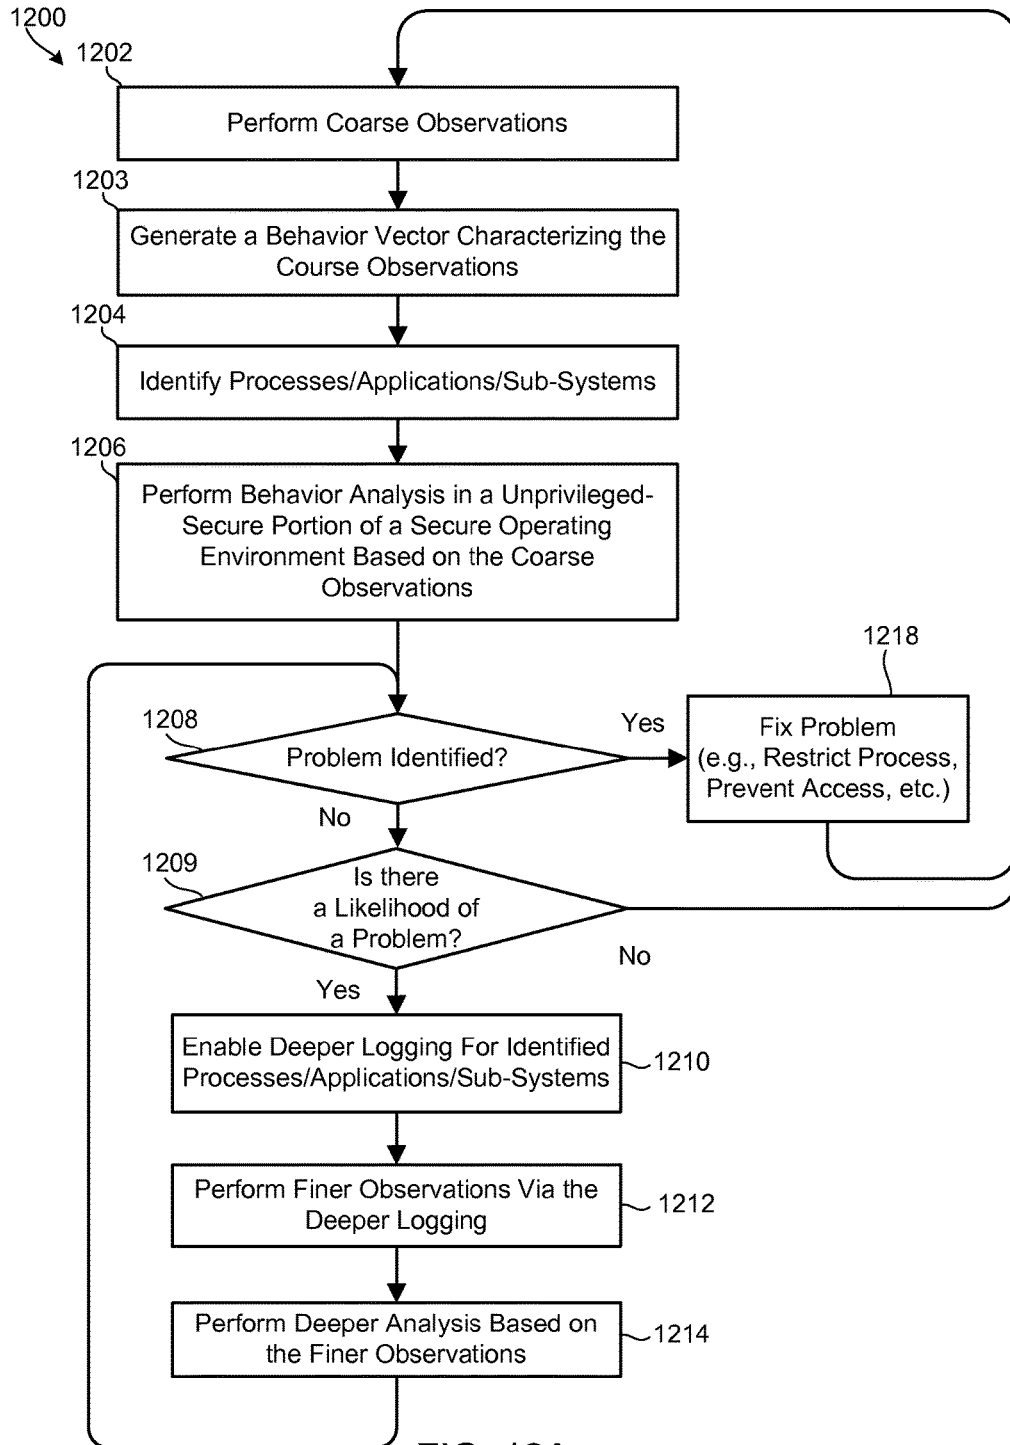 1200
1202
Perform Coarse Observations
1203
Generate a Behavior Vector Characterizing the
Course Observations
1204
Identify Processes/Applications/Sub-Systems
1206
Perform Behavior Analysis in a Unprivileged-
Secure Portion of a Secure Operating
Environment Based on the Coarse
Observations
1218
Fix Problem
(e.g., Restrict Process,
Prevent Access, etc.)
1208
Problem Identified?
Yes
No
1209
Is there
a Likelihood of
a Problem?
No
Yes
Enable Deeper Logging For Identified
Processes/Applications/Sub-Systems
1210
Perform Finer Observations Via the
Deeper Logging
1212
Perform Deeper Analysis Based on
the Finer Observations
1214